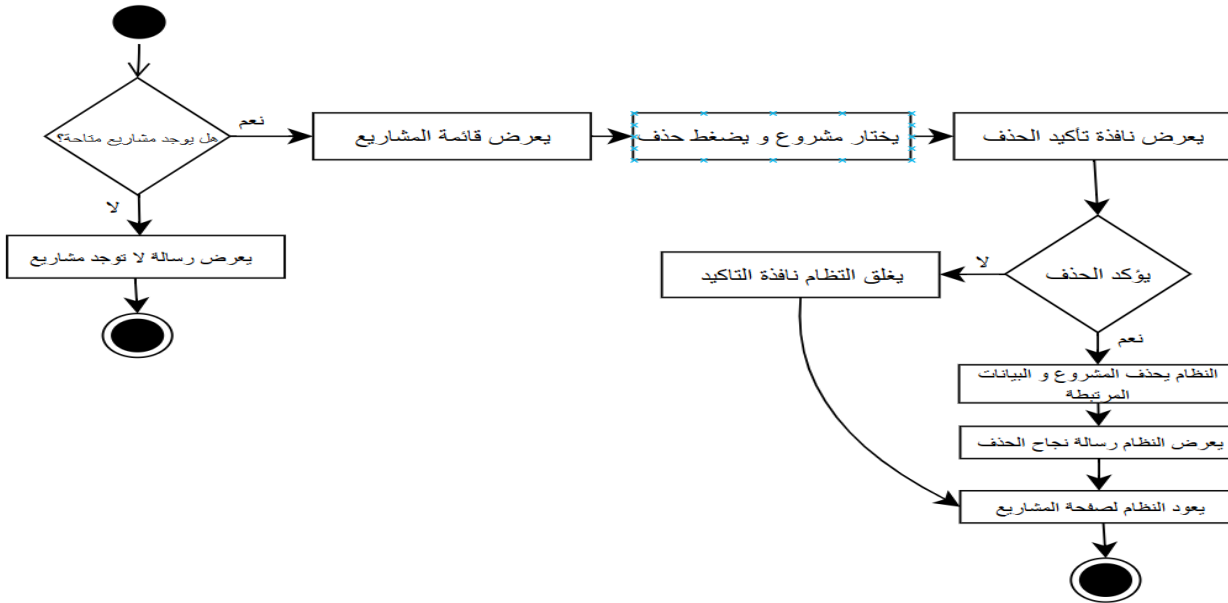 هل يوجد مشاريع متاحة؟
نعم
يعرض قائمة المشاريع
يختار مشروع و يضغط حذف
يعرض نافذة تأكيد الحذف
لا
يعرض رسالة لا توجد مشاريع
يؤكد الحذف
لا
يغلق النظام نافذة التاكيد
نعم
النظام يحذف المشروع و البيانات
المرتبطة
يعرض النظام رسالة نجاح الحذف
يعود النظام لصفحة المشاريع